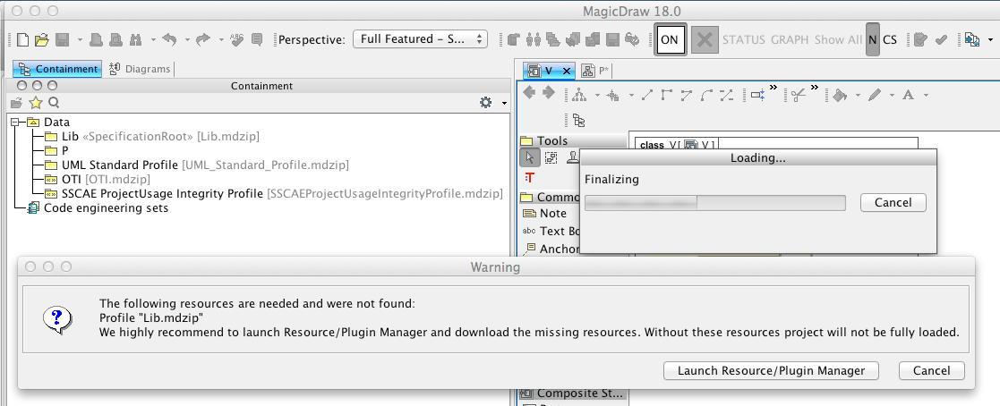 MagicDraw 18.0
Perspective: Full Featured – S... ON STATUS GRAPH Show All N CS
Containment Diagrams
V P*
Containment
Data
Lib «SpecificationRoot» [Lib.mdzip]
P
UML Standard Profile [UML_Standard_Profile.mdzip]
OTI [OTI.mdzip]
SSCAE ProjectUsage Integrity Profile [SSCAEProjectUsageIntegrityProfile.mdzip]
Code engineering sets
Tools
Commo
Note
abc Text Bo
Anchor
class V[ V ]
Loading...
Finalizing
Cancel
Warning
The following resources are needed and were not found:
Profile "Lib.mdzip"
We highly recommend to launch Resource/Plugin Manager and download the missing resources. Without these resources project will not be fully loaded.
Launch Resource/Plugin Manager Cancel
Composite St...